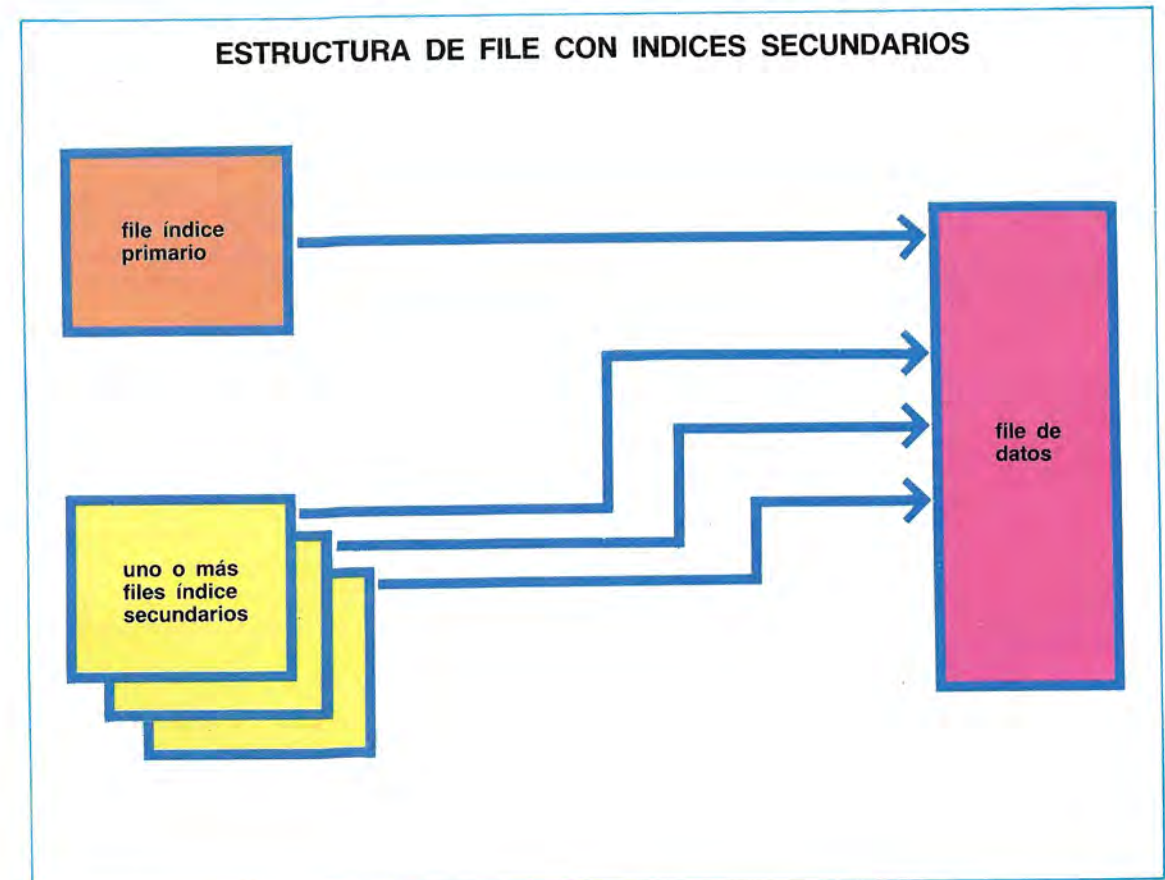 ESTRUCTURA DE FILE CON INDICES SECUNDARIOS
file índice
primario
file de
datos
uno o más
files índice
secundarios